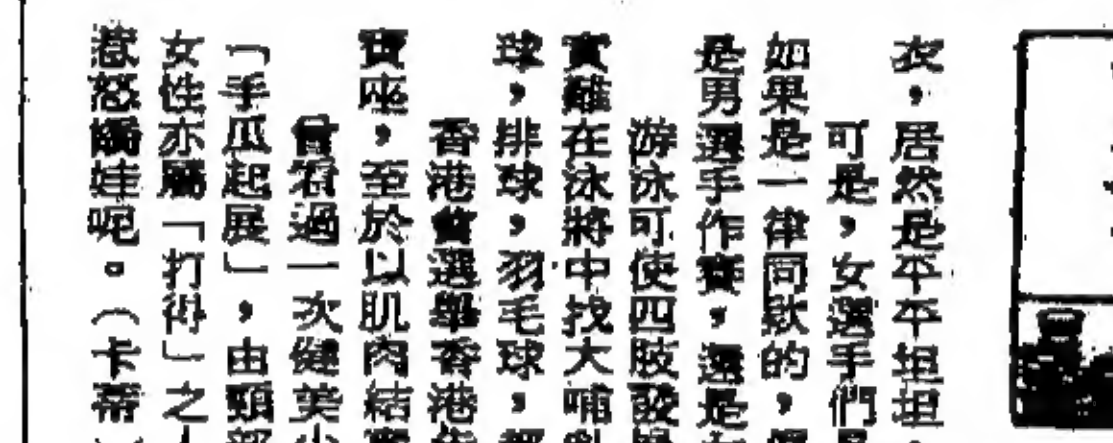 衣，居然是平平坦坦
可是，女選手們
如果是一律同款的，
是男選手作賽，還是
游泳可使四肢發
實難在泳將中找大哺
球，排球，羽毛球，
香港曾選舉香港
寶座，至於以肌肉結
曾看過一次健美
「手瓜起展」，由頸部
女性亦屬「打得」之
惹怒嬌娃呢。（卡蒂）